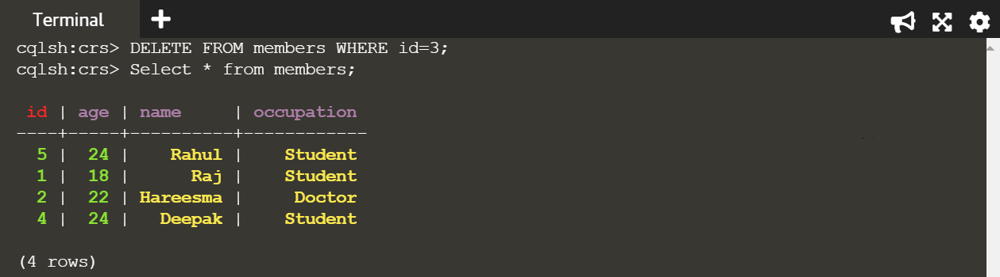 Terminal
cqlsh:crs> DELETE FROM members WHERE id=3;
cqlsh:crs> Select * from members;
 id | age | name     | occupation
----+-----+----------+------------
  5 |  24 |    Rahul |    Student
  1 |  18 |      Raj |    Student
  2 |  22 | Hareesma |     Doctor
  4 |  24 |   Deepak |    Student
(4 rows)